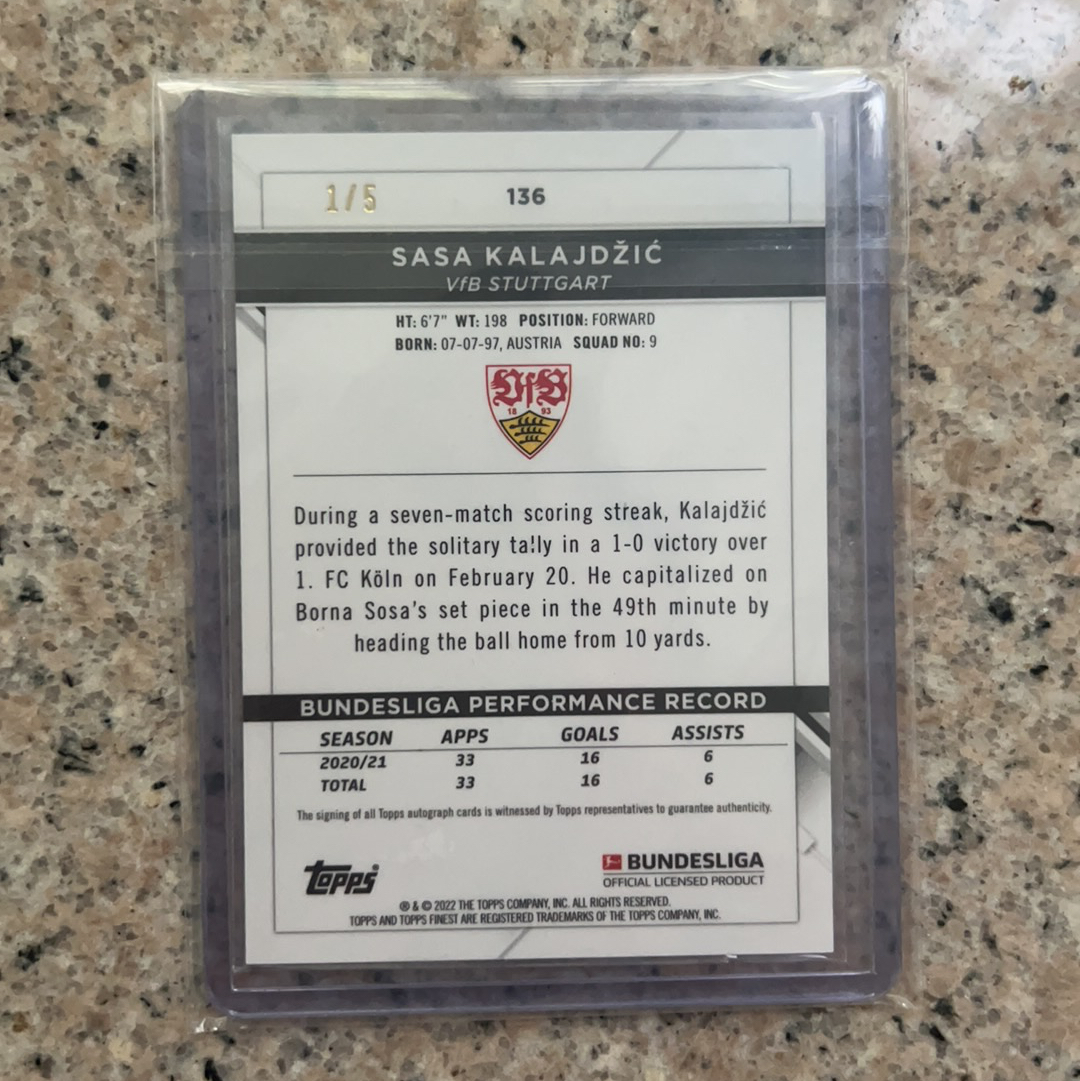 1/5
136
SASA KALAJDŽIĆ
VfB STUTTGART
HT: 6'7" WT: 198 POSITION: FORWARD
BORN: 07-07-97, AUSTRIA SQUAD NO: 9
VfB
18 93
During a seven-match scoring streak, Kalajdžić
provided the solitary tally in a 1-0 victory over
1. FC Köln on February 20. He capitalized on
Borna Sosa's set piece in the 49th minute by
heading the ball home from 10 yards.
BUNDESLIGA PERFORMANCE RECORD
SEASON APPS GOALS ASSISTS
2020/21 33 16 6
TOTAL 33 16 6
The signing of all Topps autograph cards is witnessed by Topps representatives to guarantee authenticity.
topps
BUNDESLIGA
OFFICIAL LICENSED PRODUCT
® & © 2022 THE TOPPS COMPANY, INC. ALL RIGHTS RESERVED.
TOPPS AND TOPPS FINEST ARE REGISTERED TRADEMARKS OF THE TOPPS COMPANY, INC.